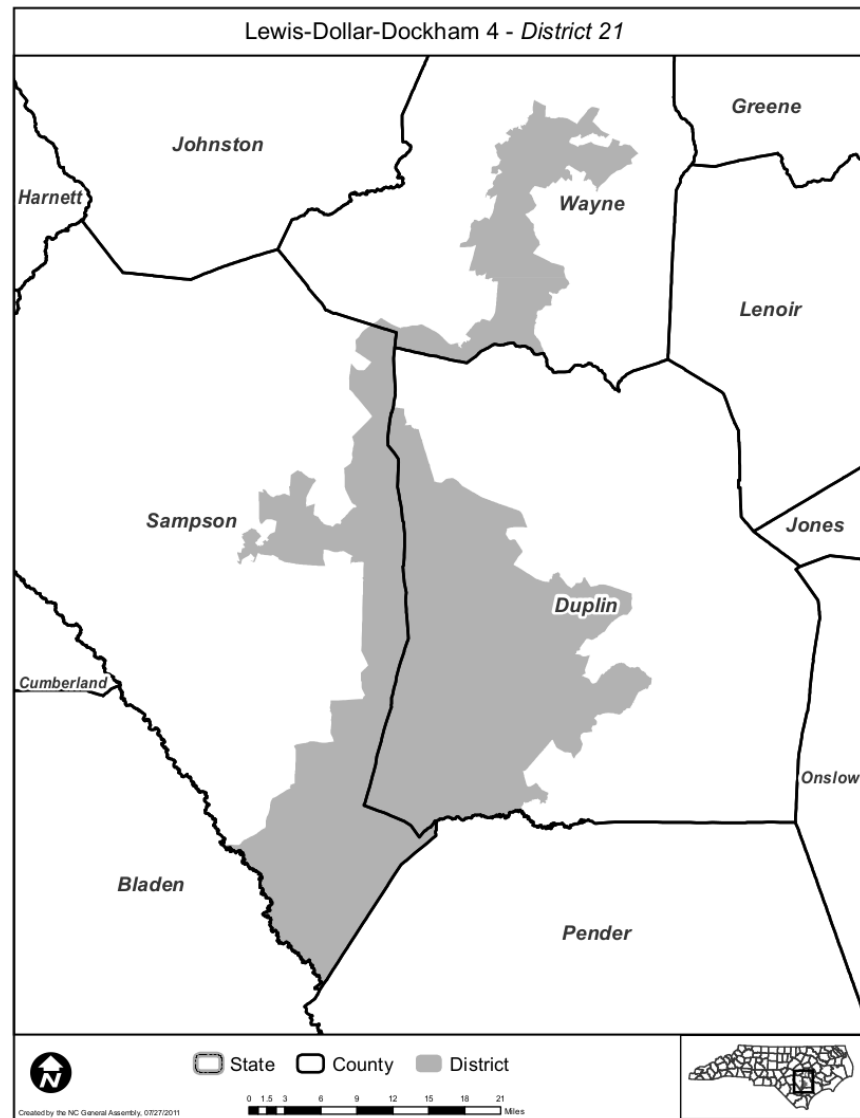 Lewis-Dollar-Dockham 4 - District 21
Greene
Johnston
Harnett
Wayne
Lenoir
Sampson
Jones
Duplin
Cumberland
Onslow
Bladen
Pender
N
State County District
0 1.5 3 6 9 12 15 18 21
Miles
Created by the NC General Assembly, 07/27/2011